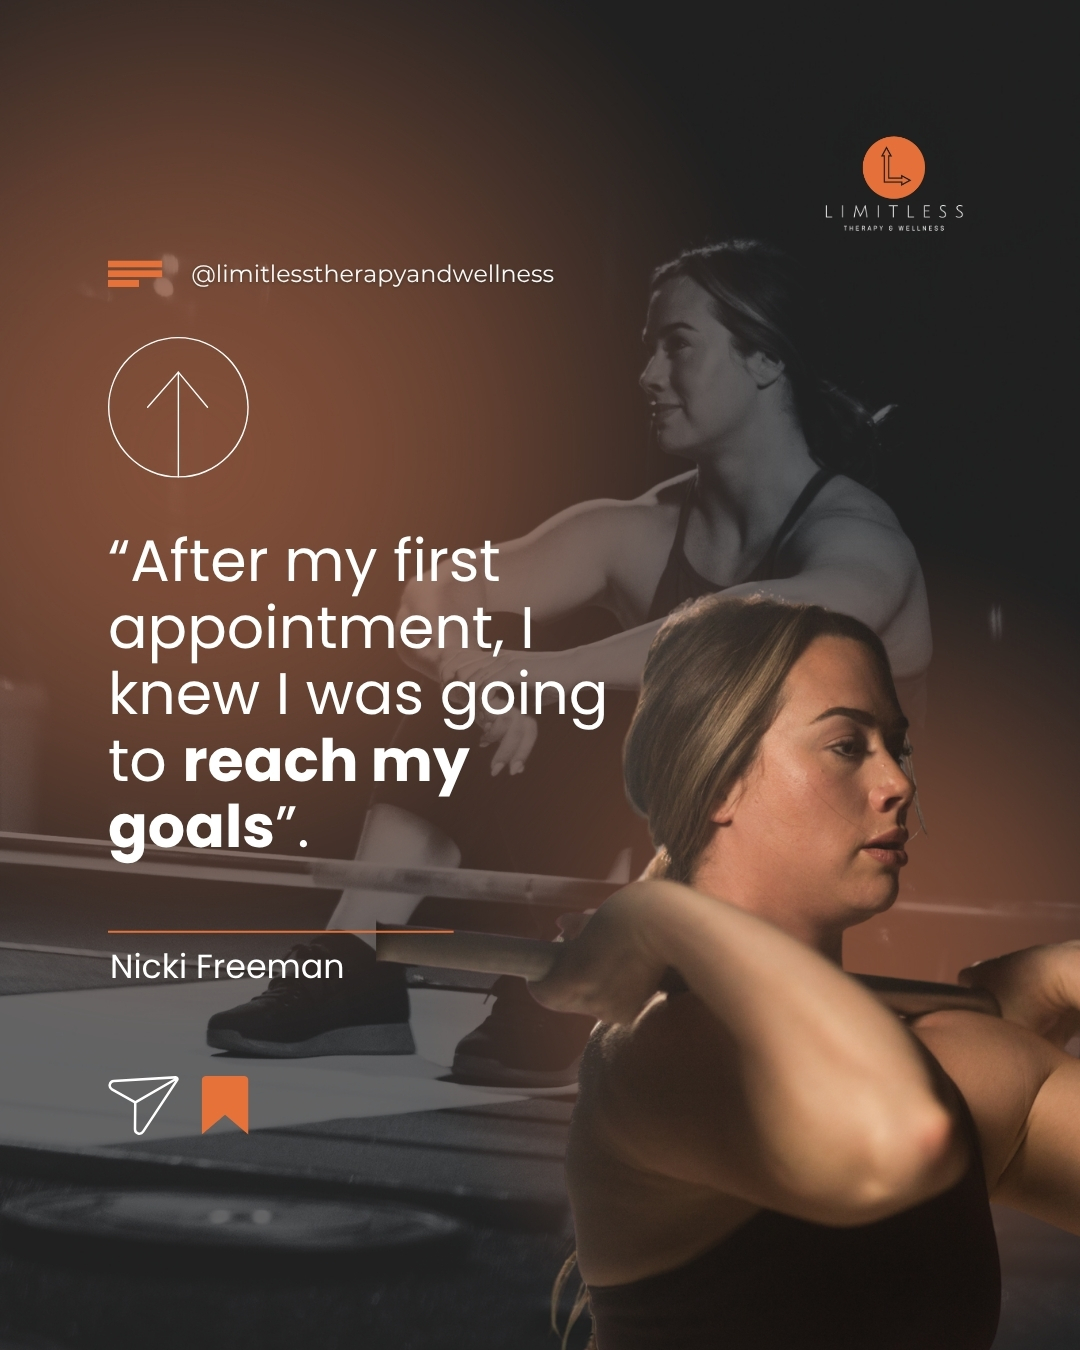 LIMITLESS
THERAPY & WELLNESS
@limitlesstherapyandwellness
“After my first
appointment, I
knew I was going
to reach my
goals”.
Nicki Freeman